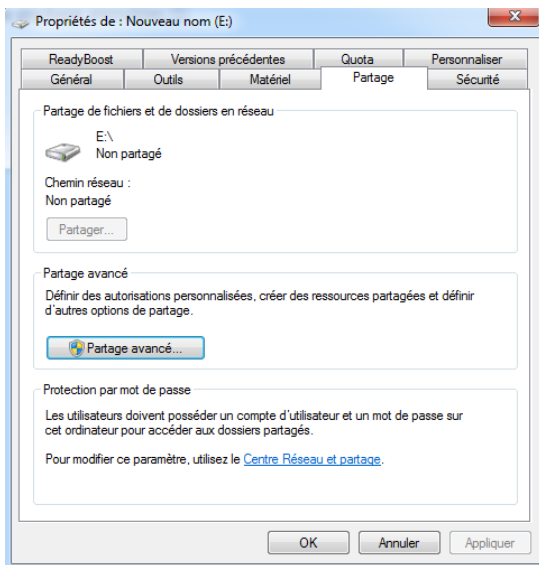 Propriétés de : Nouveau nom (E:)
ReadyBoost
Versions précédentes
Quota
Personnaliser
Général
Outils
Matériel
Partage
Sécurité
Partage de fichiers et de dossiers en réseau
E:\
Non partagé
Chemin réseau :
Non partagé
Partager...
Partage avancé
Définir des autorisations personnalisées, créer des ressources partagées et définir
d'autres options de partage.
Partage avancé...
Protection par mot de passe
Les utilisateurs doivent posséder un compte d'utilisateur et un mot de passe sur
cet ordinateur pour accéder aux dossiers partagés.
Pour modifier ce paramètre, utilisez le Centre Réseau et partage.
OK
Annuler
Appliquer